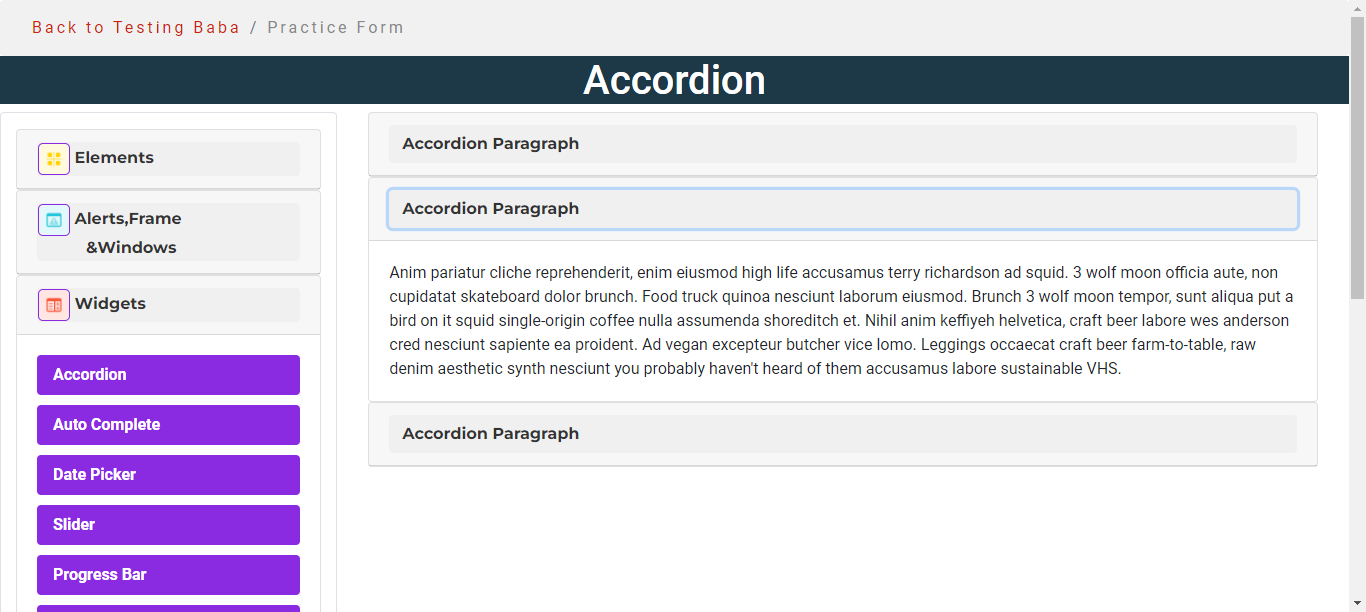 Back to Testing Baba / Practice Form
Accordion
Elements
Alerts,Frame
&Windows
Widgets
Accordion
Auto Complete
Date Picker
Slider
Progress Bar
Accordion Paragraph
Accordion Paragraph
Anim pariatur cliche reprehenderit, enim eiusmod high life accusamus terry richardson ad squid. 3 wolf moon officia aute, non
cupidatat skateboard dolor brunch. Food truck quinoa nesciunt laborum eiusmod. Brunch 3 wolf moon tempor, sunt aliqua put a
bird on it squid single-origin coffee nulla assumenda shoreditch et. Nihil anim keffiyeh helvetica, craft beer labore wes anderson
cred nesciunt sapiente ea proident. Ad vegan excepteur butcher vice lomo. Leggings occaecat craft beer farm-to-table, raw
denim aesthetic synth nesciunt you probably haven't heard of them accusamus labore sustainable VHS.
Accordion Paragraph